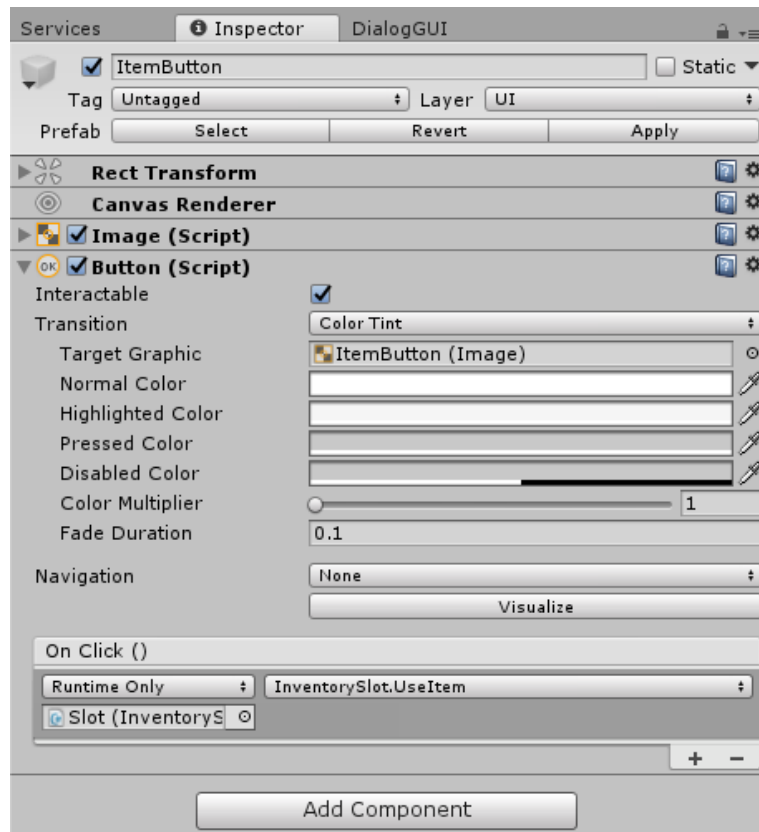 Services Inspector DialogGUI
ItemButton Static
Tag Untagged Layer UI
Prefab Select Revert Apply
Rect Transform
Canvas Renderer
Image (Script)
OK Button (Script)
Interactable
Transition Color Tint
Target Graphic ItemButton (Image)
Normal Color
Highlighted Color
Pressed Color
Disabled Color
Color Multiplier 1
Fade Duration 0.1
Navigation None
Visualize
On Click ()
Runtime Only InventorySlot.UseItem
Slot (InventoryS
+ −
Add Component